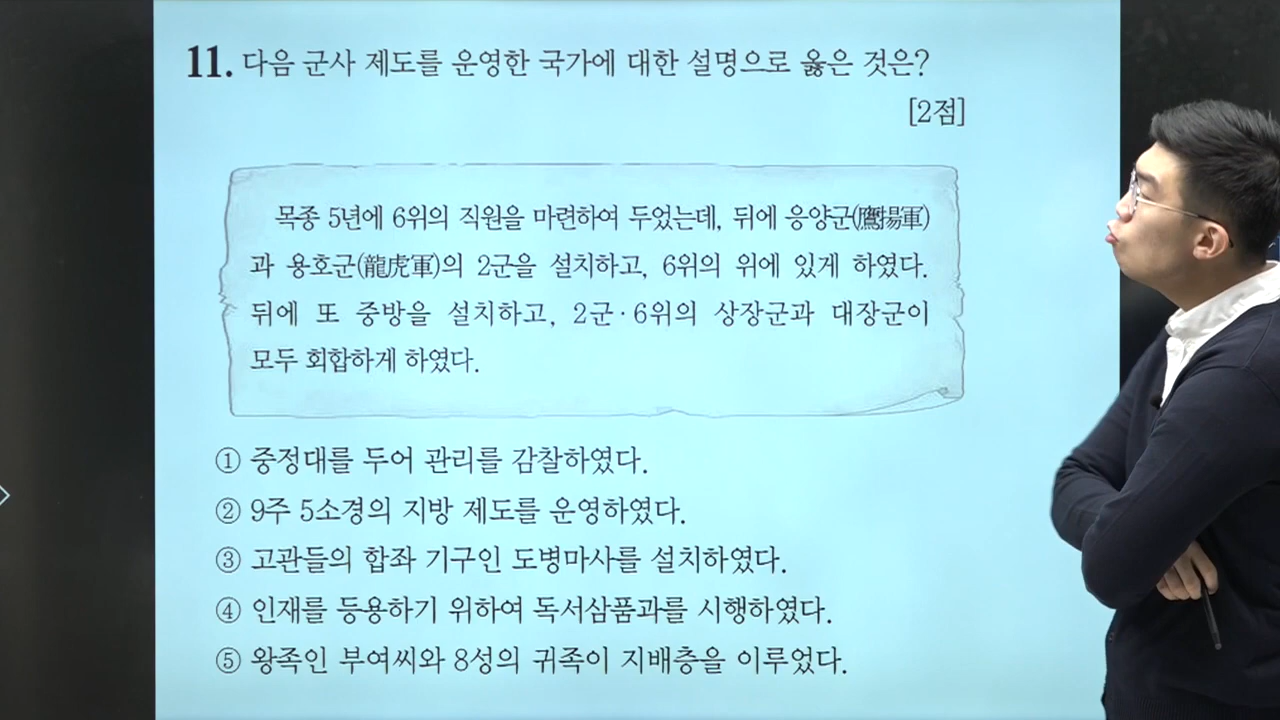 11. 다음 군사 제도를 운영한 국가에 대한 설명으로 옳은 것은?
[2점]
목종 5년에 6위의 직원을 마련하여 두었는데, 뒤에 응양군(鷹揚軍)
과 용호군(龍虎軍)의 2군을 설치하고, 6위의 위에 있게 하였다.
뒤에 또 중방을 설치하고, 2군·6위의 상장군과 대장군이
모두 회합하게 하였다.
① 중정대를 두어 관리를 감찰하였다.
② 9주 5소경의 지방 제도를 운영하였다.
③ 고관들의 합좌 기구인 도병마사를 설치하였다.
④ 인재를 등용하기 위하여 독서삼품과를 시행하였다.
⑤ 왕족인 부여씨와 8성의 귀족이 지배층을 이루었다.